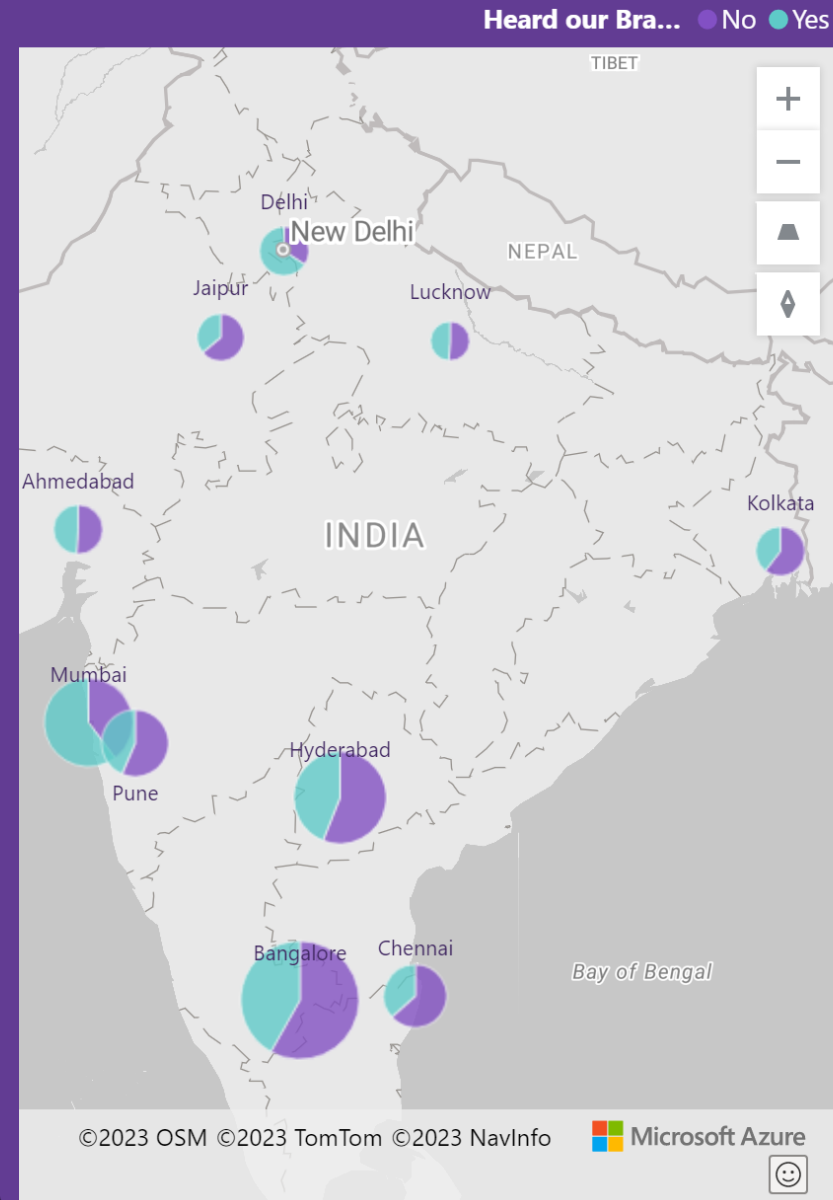 Heard our Bra... No Yes
TIBET
Delhi
New Delhi
NEPAL
Jaipur
Lucknow
Ahmedabad
Kolkata
INDIA
Mumbai
Hyderabad
Pune
Bangalore
Chennai
Bay of Bengal
©2023 OSM ©2023 TomTom ©2023 NavInfo
Microsoft Azure